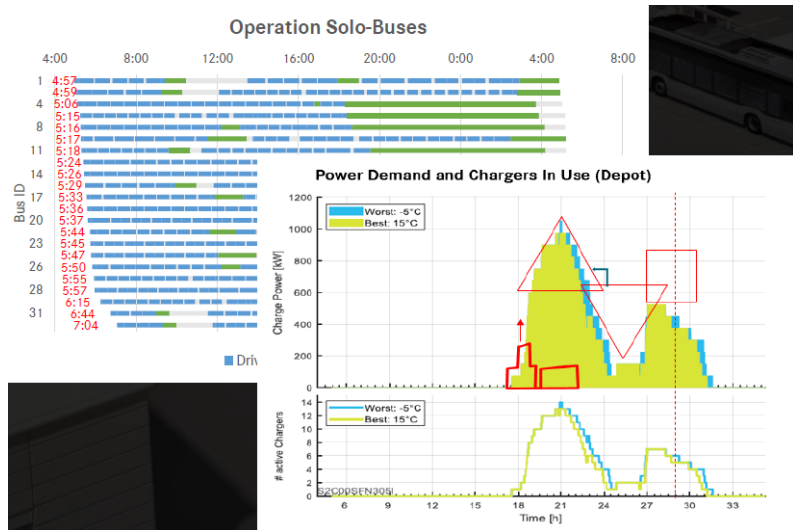 Operation Solo-Buses
4:00 8:00 12:00 16:00 20:00 0:00 4:00 8:00
Bus ID
1 4:57
4:59
4 5:06
5:15
8 5:16
5:17
11 5:18
5:24
14 5:26
5:29
17 5:33
5:36
20 5:37
5:44
23 5:45
5:47
26 5:50
5:55
28 5:57
6:15
31 6:44
7:04
Driv
Power Demand and Chargers In Use (Depot)
Charge Power [kW]
1200
1000
800
600
400
200
0
Worst: -5°C
Best: 15°C
# active Chargers
14
12
10
8
6
4
2
0
Worst: -5°C
Best: 15°C
6 9 18 21 24 27 30 33
Time [h]